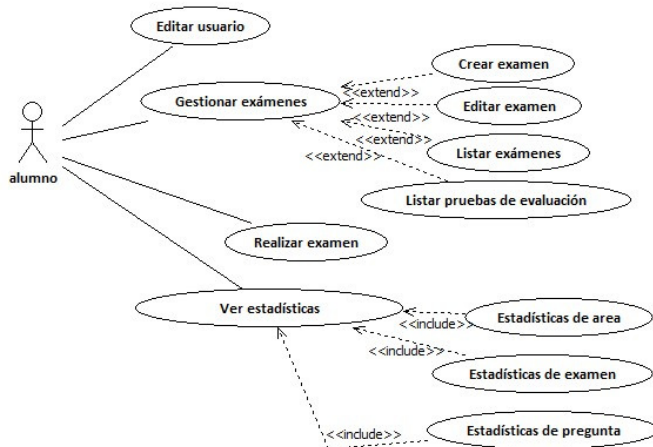 Editar usuario
Crear examen
<<extend>>
Gestionar exámenes
Editar examen
<<extend>>
<<extend>>
Listar exámenes
<<extend>>
alumno
Listar pruebas de evaluación
Realizar examen
Ver estadísticas
Estadísticas de area
<<include>>
<<include>>
Estadísticas de examen
Estadísticas de pregunta
<<include>>